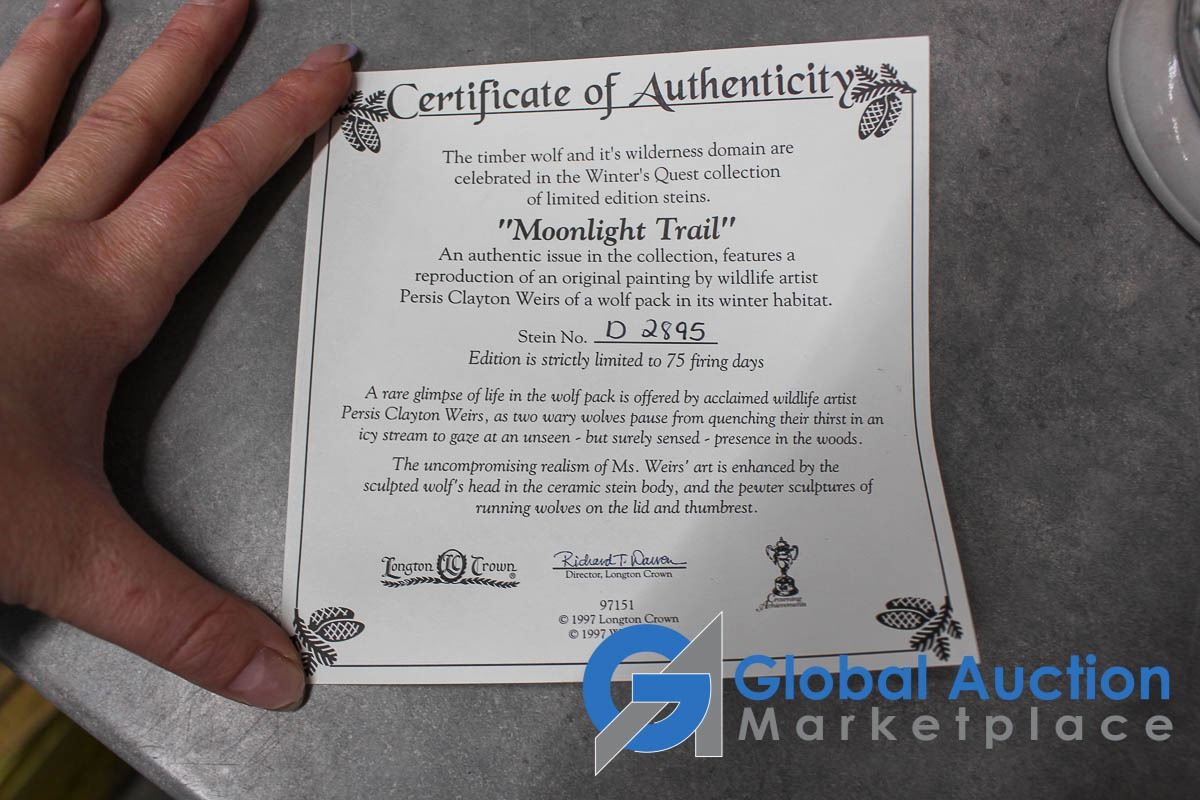 Certificate of Authenticity
The timber wolf and it's wilderness domain are
celebrated in the Winter's Quest collection
of limited edition steins.
"Moonlight Trail"
An authentic issue in the collection, features a
reproduction of an original painting by wildlife artist
Persis Clayton Weirs of a wolf pack in its winter habitat.
Stein No. D 2895
Edition is strictly limited to 75 firing days
A rare glimpse of life in the wolf pack is offered by acclaimed wildlife artist
Persis Clayton Weirs, as two wary wolves pause from quenching their thirst in an
icy stream to gaze at an unseen - but surely sensed - presence in the woods.
The uncompromising realism of Ms. Weirs' art is enhanced by the
sculpted wolf's head in the ceramic stein body, and the pewter sculptures of
running wolves on the lid and thumbrest.
Longton LC Crown®
Richard T. Warren
Director, Longton Crown
Crowning
Achievements
97151
© 1997 Longton Crown
© 1997
GA
Global Auction
Marketplace